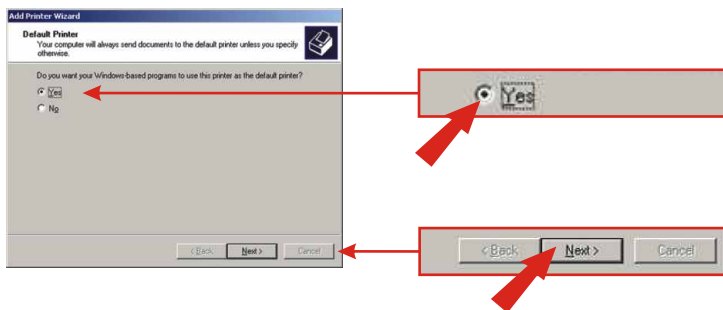 Add Printer Wizard
Default Printer
Your computer will always send documents to the default printer unless you specify
otherwise.
Do you want your Windows-based programs to use this printer as the default printer?
Yes
No
< Back Next > Cancel
Yes
< Back Next > Cancel